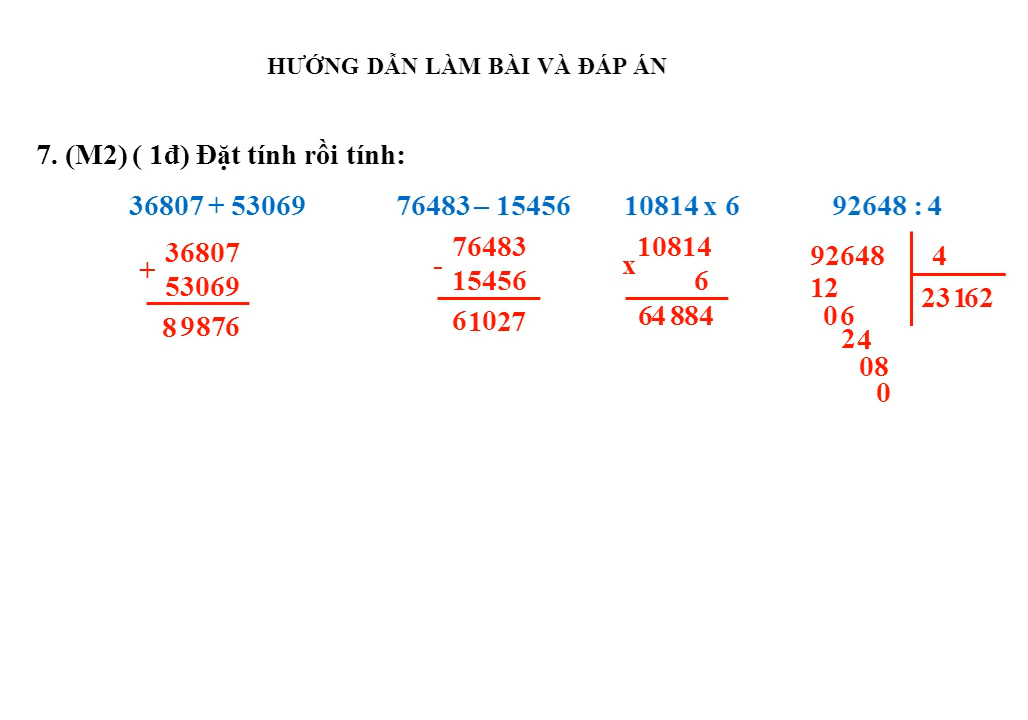 HƯỚNG DẪN LÀM BÀI VÀ ĐÁP ÁN
7. (M2) ( 1đ) Đặt tính rồi tính:
36807 + 53069
76483 – 15456
10814 x 6
92648 : 4
36807
+
53069
89876
76483
-
15456
61027
10814
x
6
64884
92648 4
12 23162
06
24
08
0